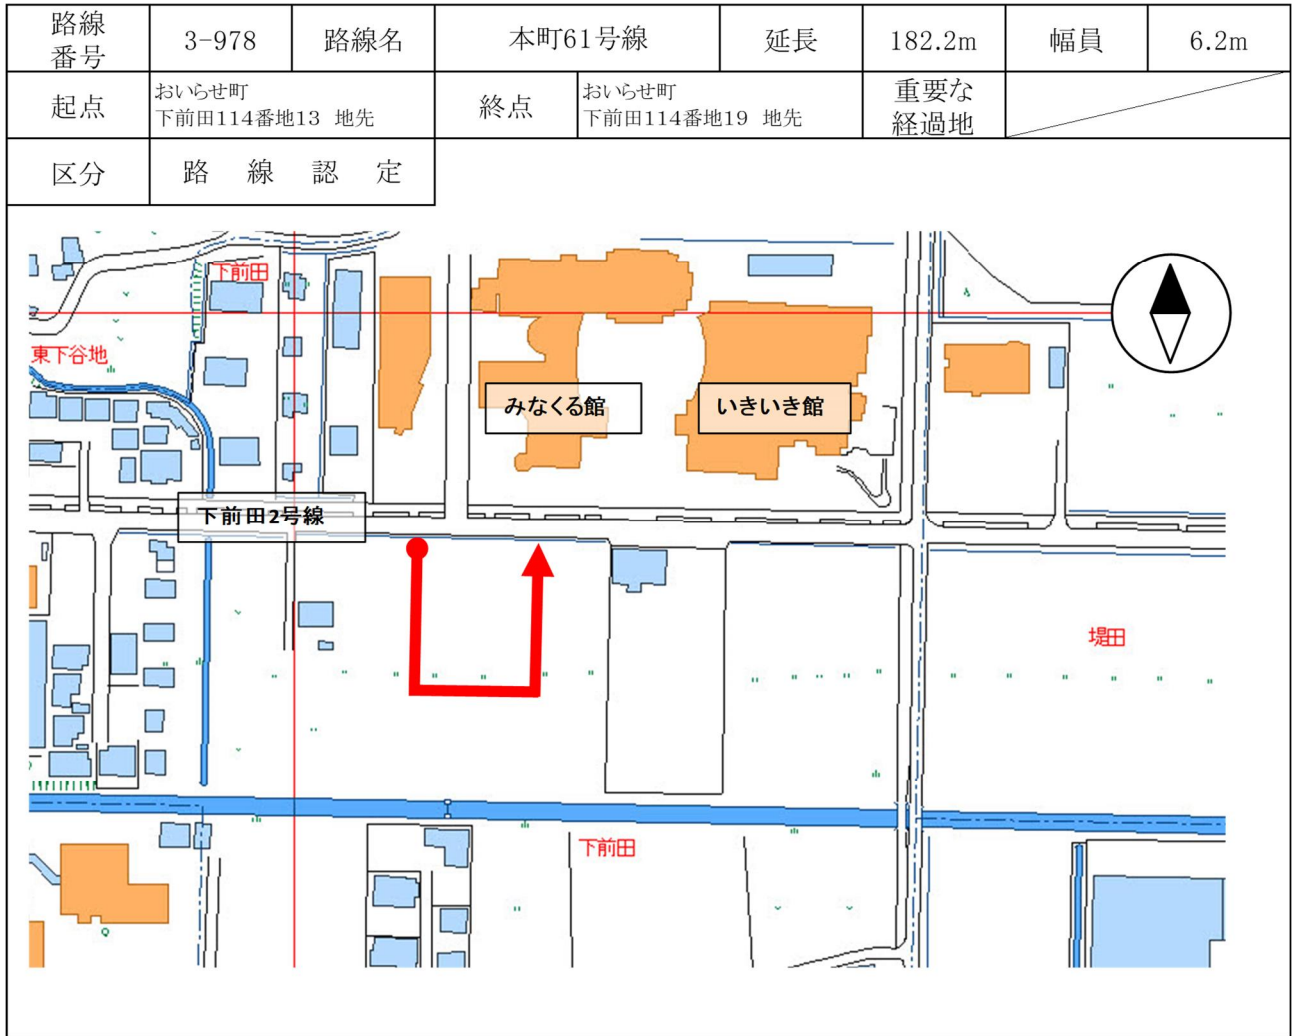 路線
番号
3-978
路線名
本町61号線
延長
182.2m
幅員
6.2m
起点
おいらせ町
下前田114番地13 地先
終点
おいらせ町
下前田114番地19 地先
重要な
経過地
区分
路 線 認 定
下前田
東下谷地
みなくる館
いきいき館
下前田2号線
堤田
下前田